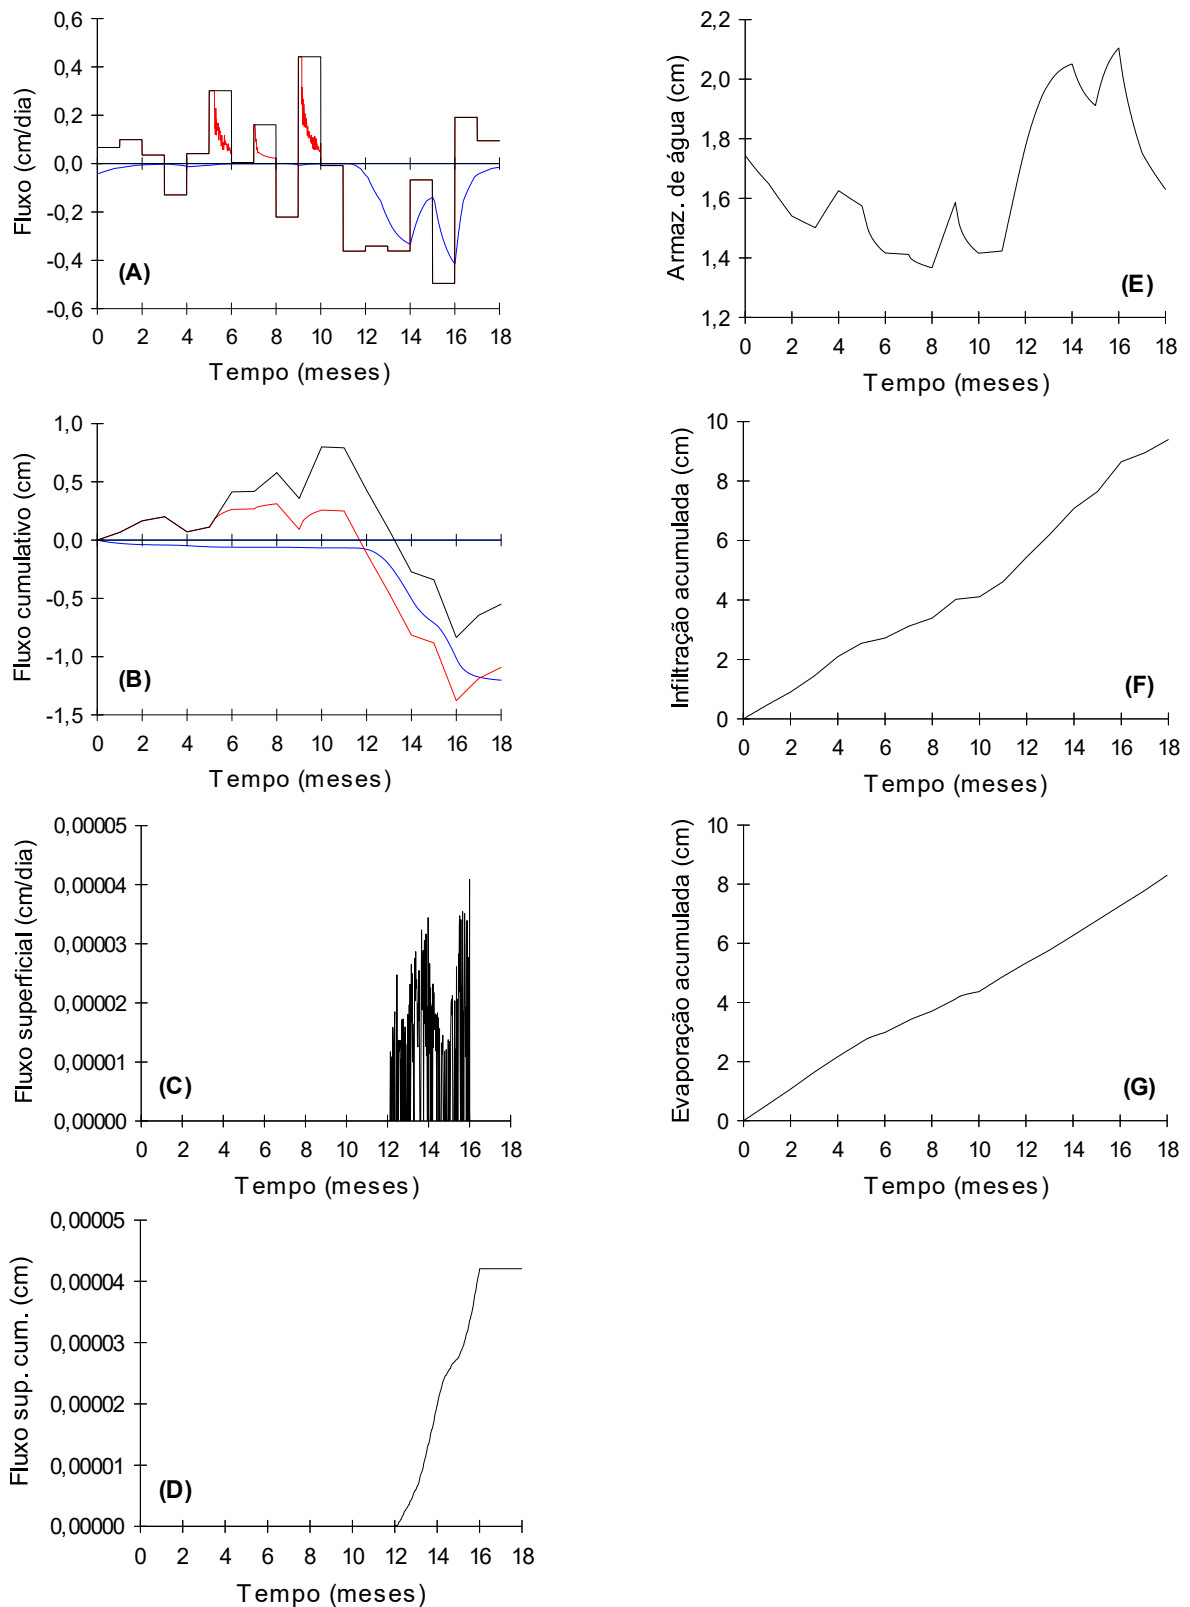 0,6
0,4
0,2
0,0
-0,2
-0,4
-0,6
Fluxo (cm/dia)
(A)
0 2 4 6 8 10 12 14 16 18
Tempo (meses)
2,2
2,0
1,8
1,6
1,4
1,2
Armaz. de água (cm)
(E)
0 2 4 6 8 10 12 14 16 18
Tempo (meses)
1,0
0,5
0,0
-0,5
-1,0
-1,5
Fluxo cumulativo (cm)
(B)
0 2 4 6 8 10 12 14 16 18
Tempo (meses)
10
8
6
4
2
0
Infiltração acumulada (cm)
(F)
0 2 4 6 8 10 12 14 16 18
Tempo (meses)
0,00005
0,00004
0,00003
0,00002
0,00001
0,00000
Fluxo superficial (cm/dia)
(C)
0 2 4 6 8 10 12 14 16 18
Tempo (meses)
10
8
6
4
2
0
Evaporação acumulada (cm)
(G)
0 2 4 6 8 10 12 14 16 18
Tempo (meses)
0,00005
0,00004
0,00003
0,00002
0,00001
0,00000
Fluxo sup. cum. (cm)
(D)
0 2 4 6 8 10 12 14 16 18
Tempo (meses)